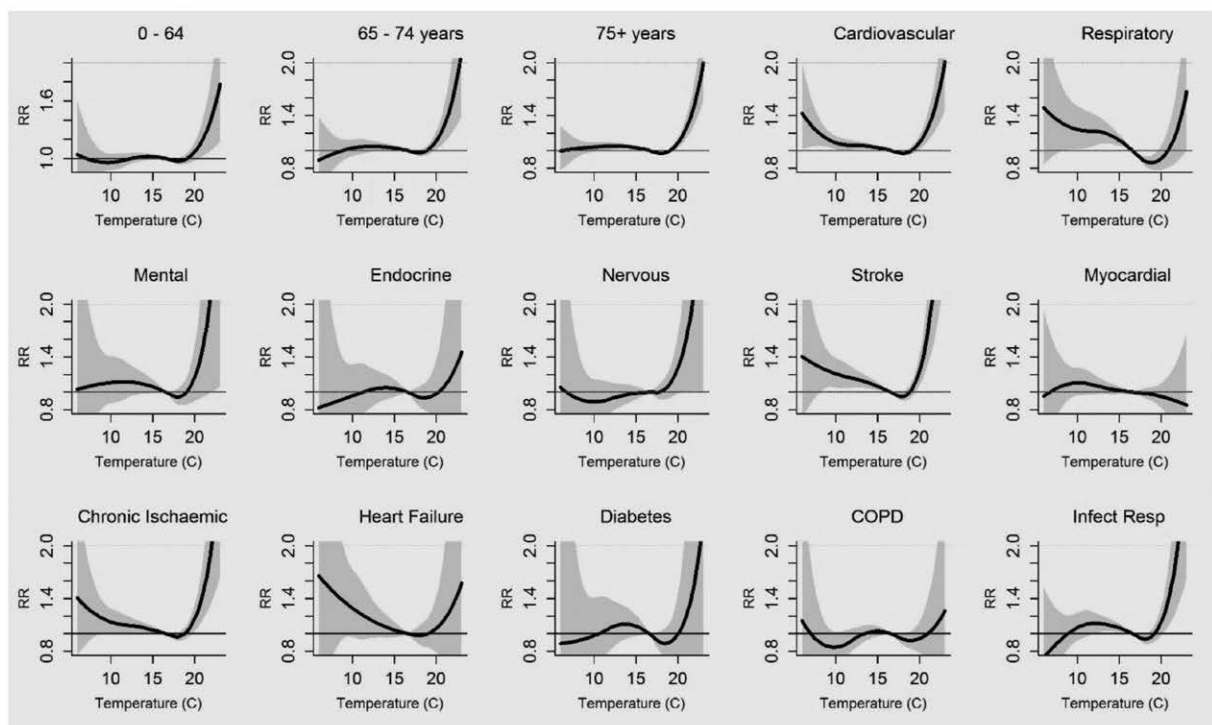 0 - 64 65 - 74 years 75+ years Cardiovascular Respiratory
RR 1.0 1.6 RR 0.8 1.4 2.0 RR 0.8 1.4 2.0 RR 0.8 1.4 2.0 RR 0.8 1.4 2.0
10 15 20 10 15 20 10 15 20 10 15 20 10 15 20
Temperature (C) Temperature (C) Temperature (C) Temperature (C) Temperature (C)
Mental Endocrine Nervous Stroke Myocardial
RR 0.8 1.4 2.0 RR 0.8 1.4 2.0 RR 0.8 1.4 2.0 RR 0.8 1.4 2.0 RR 0.8 1.4 2.0
10 15 20 10 15 20 10 15 20 10 15 20 10 15 20
Temperature (C) Temperature (C) Temperature (C) Temperature (C) Temperature (C)
Chronic Ischaemic Heart Failure Diabetes COPD Infect Resp
RR 0.8 1.4 2.0 RR 0.8 1.4 2.0 RR 0.8 1.4 2.0 RR 0.8 1.4 2.0 RR 0.8 1.4 2.0
10 15 20 10 15 20 10 15 20 10 15 20 10 15 20
Temperature (C) Temperature (C) Temperature (C) Temperature (C) Temperature (C)